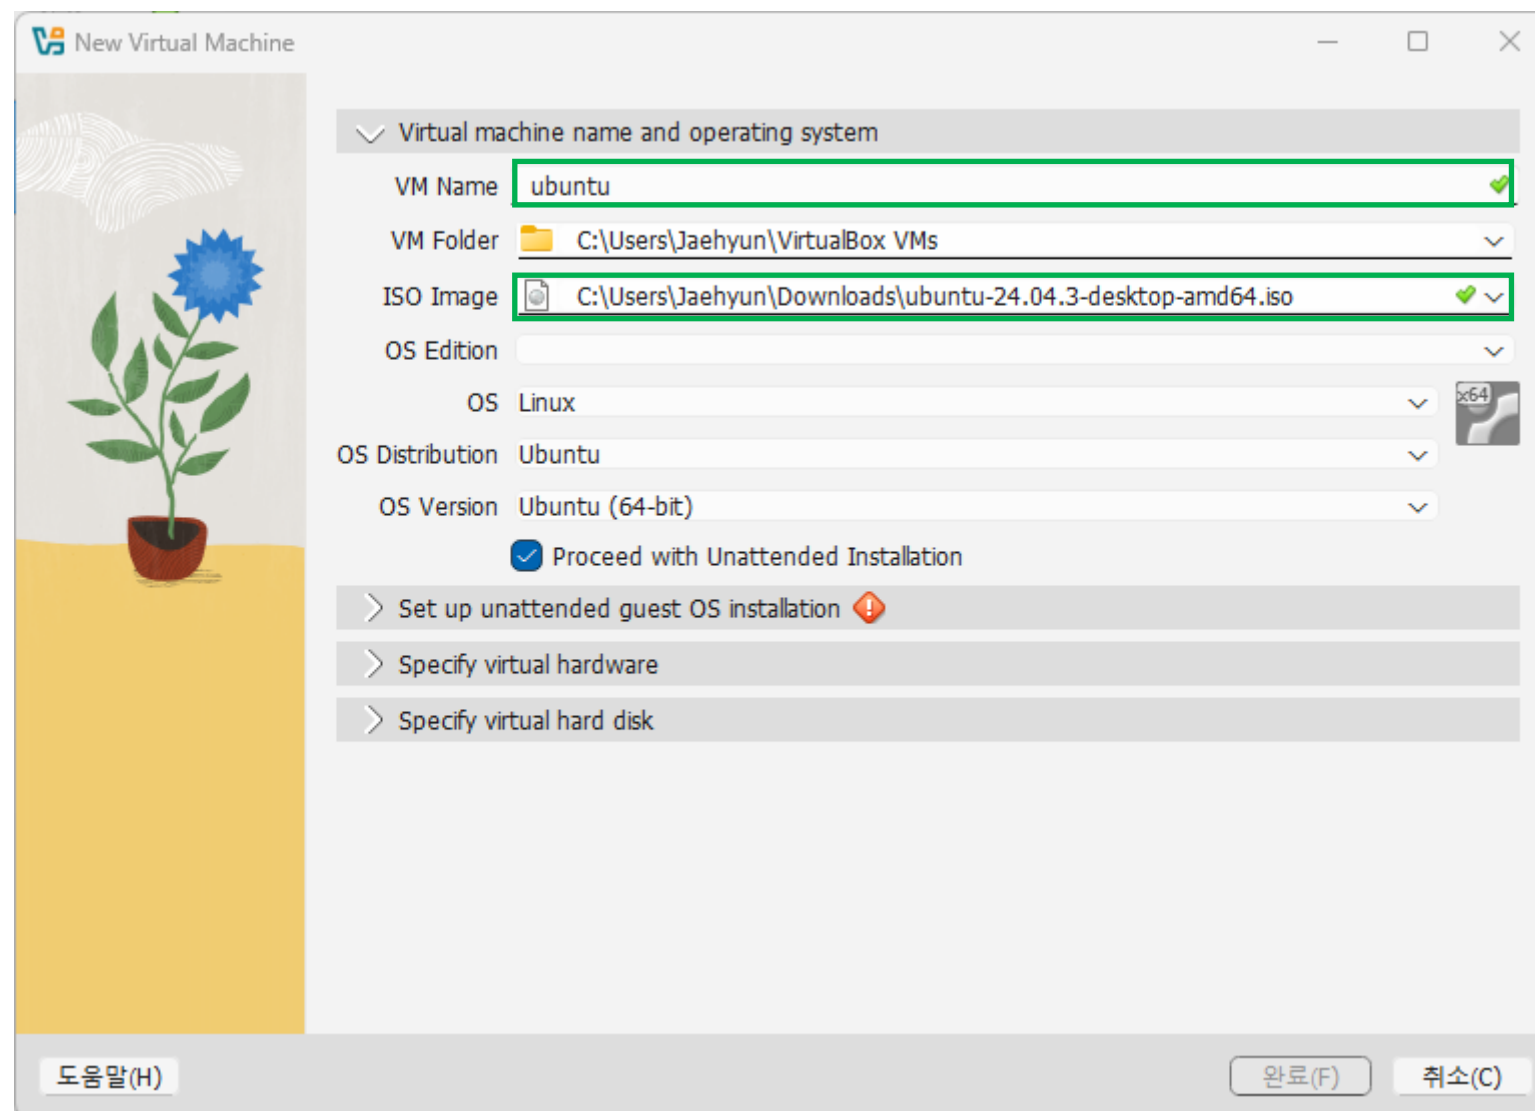 New Virtual Machine
Virtual machine name and operating system
VM Name ubuntu
VM Folder C:\Users\Jaehyun\VirtualBox VMs
ISO Image C:\Users\Jaehyun\Downloads\ubuntu-24.04.3-desktop-amd64.iso
OS Edition
OS Linux
x64
OS Distribution Ubuntu
OS Version Ubuntu (64-bit)
Proceed with Unattended Installation
Set up unattended guest OS installation
Specify virtual hardware
Specify virtual hard disk
도움말(H) 완료(F) 취소(C)